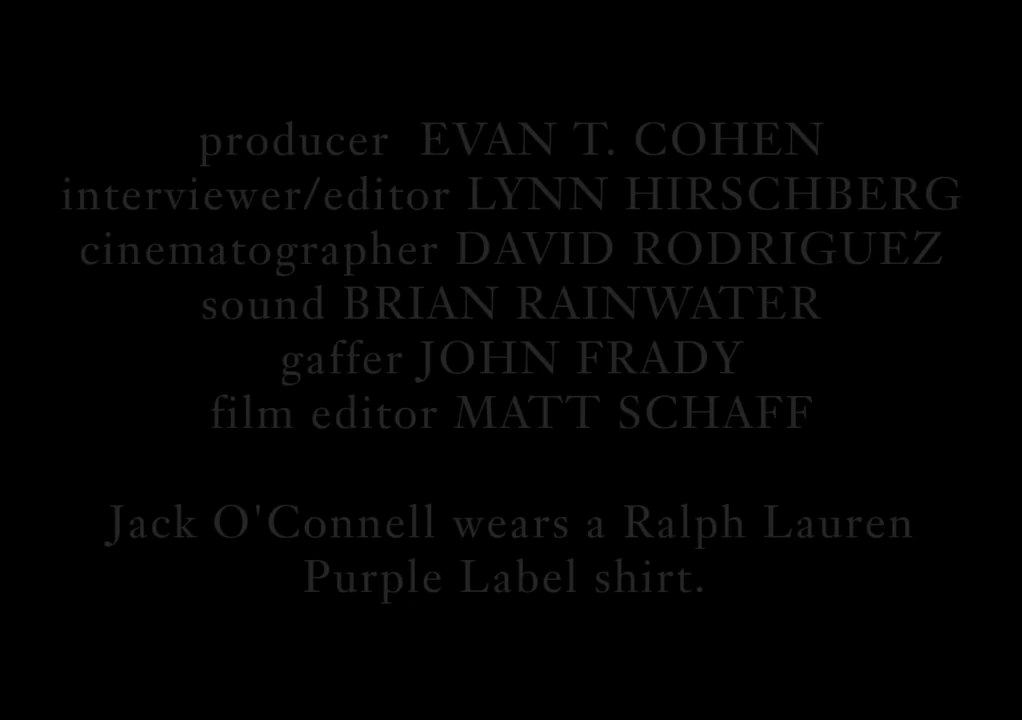 producer EVAN T. COHEN
interviewer/editor LYNN HIRSCHBERG
cinematographer DAVID RODRIGUEZ
sound BRIAN RAINWATER
gaffer JOHN FRADY
film editor MATT SCHAFF
Jack O'Connell wears a Ralph Lauren
Purple Label shirt.